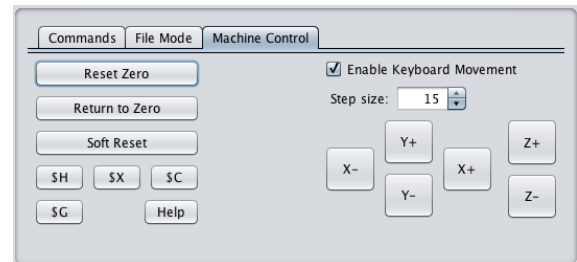 Commands File Mode Machine Control
Reset Zero
Return to Zero
Soft Reset
$H $X $C
$G Help
Enable Keyboard Movement
Step size: 15
Y+ Z+
X- X+
Y- Z-